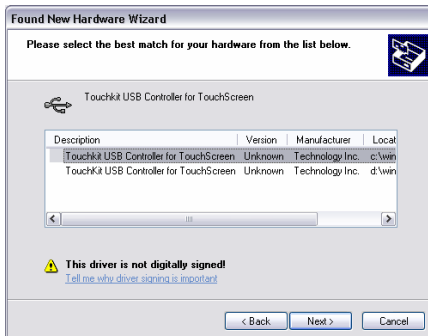 Found New Hardware Wizard
Please select the best match for your hardware from the list below.
Touchkit USB Controller for TouchScreen
Description Version Manufacturer Locat
Touchkit USB Controller for TouchScreen Unknown Technology Inc. c:\win
TouchKit USB Controller for TouchScreen Unknown Technology Inc. d:\win
This driver is not digitally signed!
Tell me why driver signing is important
< Back Next > Cancel